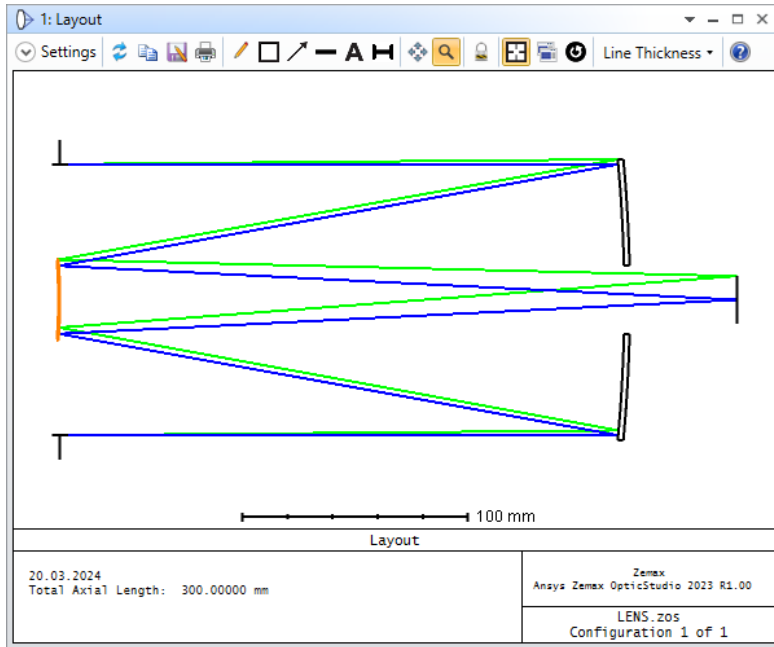 1: Layout
Settings
A
Line Thickness
100 mm
Layout
20.03.2024
Total Axial Length:  300.00000 mm
Zemax
Ansys Zemax OpticStudio 2023 R1.00
LENS.zos
Configuration 1 of 1